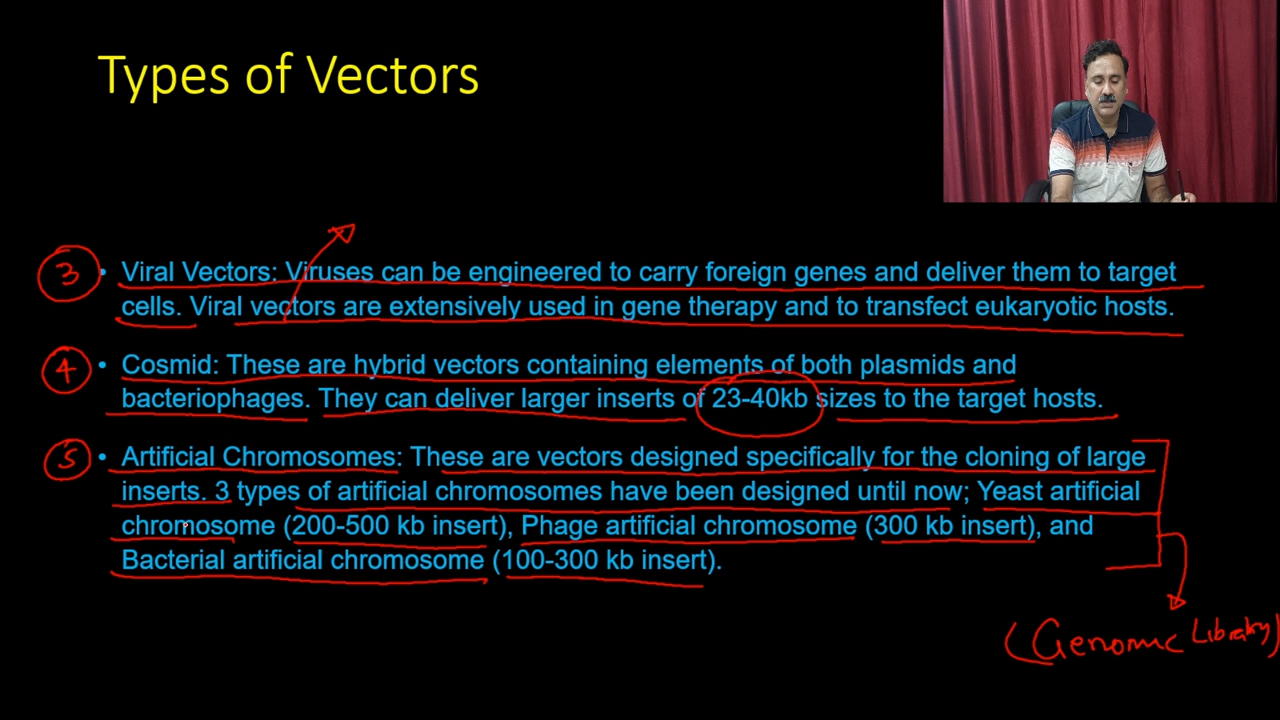 Types of Vectors
3
• Viral Vectors: Viruses can be engineered to carry foreign genes and deliver them to target
cells. Viral vectors are extensively used in gene therapy and to transfect eukaryotic hosts.
4
• Cosmid: These are hybrid vectors containing elements of both plasmids and
bacteriophages. They can deliver larger inserts of 23-40kb sizes to the target hosts.
5
• Artificial Chromosomes: These are vectors designed specifically for the cloning of large
inserts. 3 types of artificial chromosomes have been designed until now; Yeast artificial
chromosome (200-500 kb insert), Phage artificial chromosome (300 kb insert), and
Bacterial artificial chromosome (100-300 kb insert).
(Genomic Library)